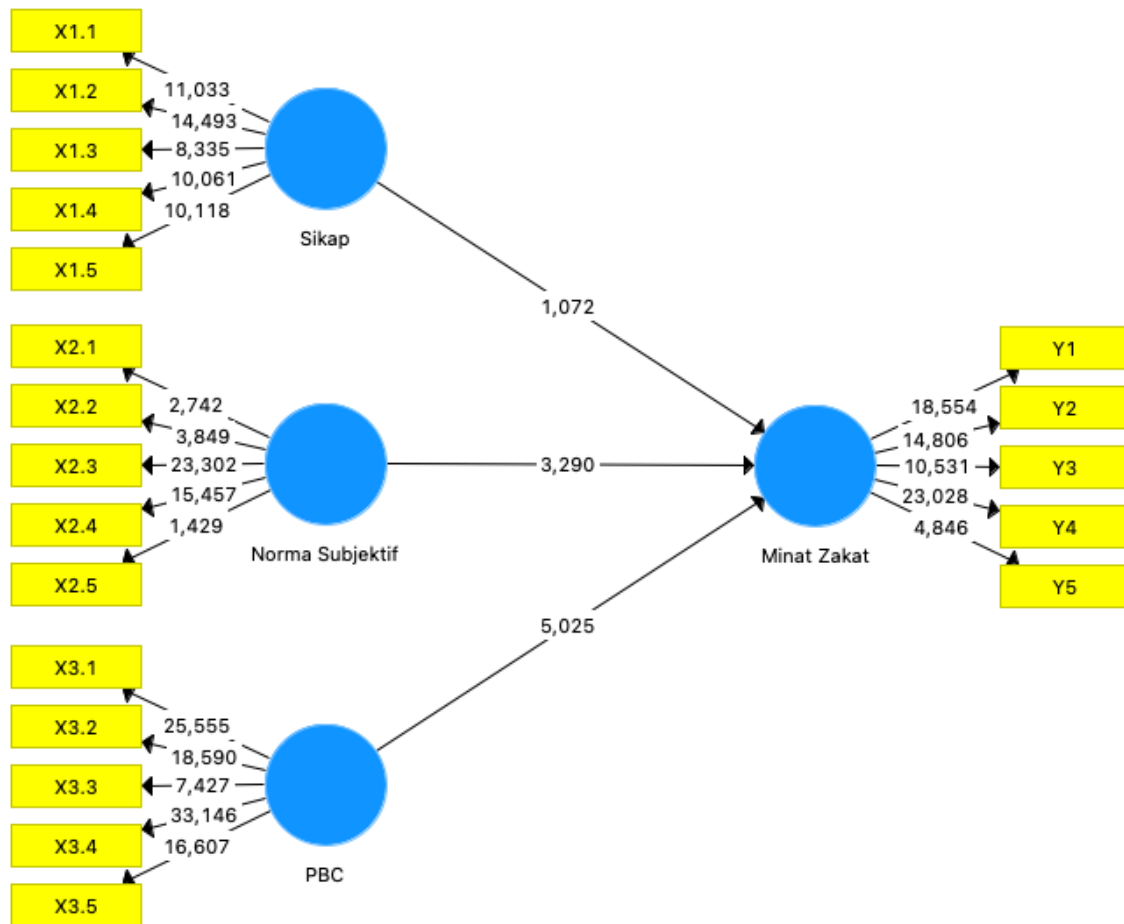 X1.1
11,033
X1.2
14,493
X1.3
8,335
X1.4
10,061
10,118
X1.5
Sikap
1,072
X2.1
2,742
X2.2
3,849
X2.3
23,302
X2.4
15,457
1,429
X2.5
Norma Subjektif
3,290
X3.1
25,555
X3.2
18,590
X3.3
7,427
X3.4
33,146
16,607
X3.5
PBC
5,025
Minat Zakat
Y1
18,554
Y2
14,806
Y3
10,531
Y4
23,028
4,846
Y5